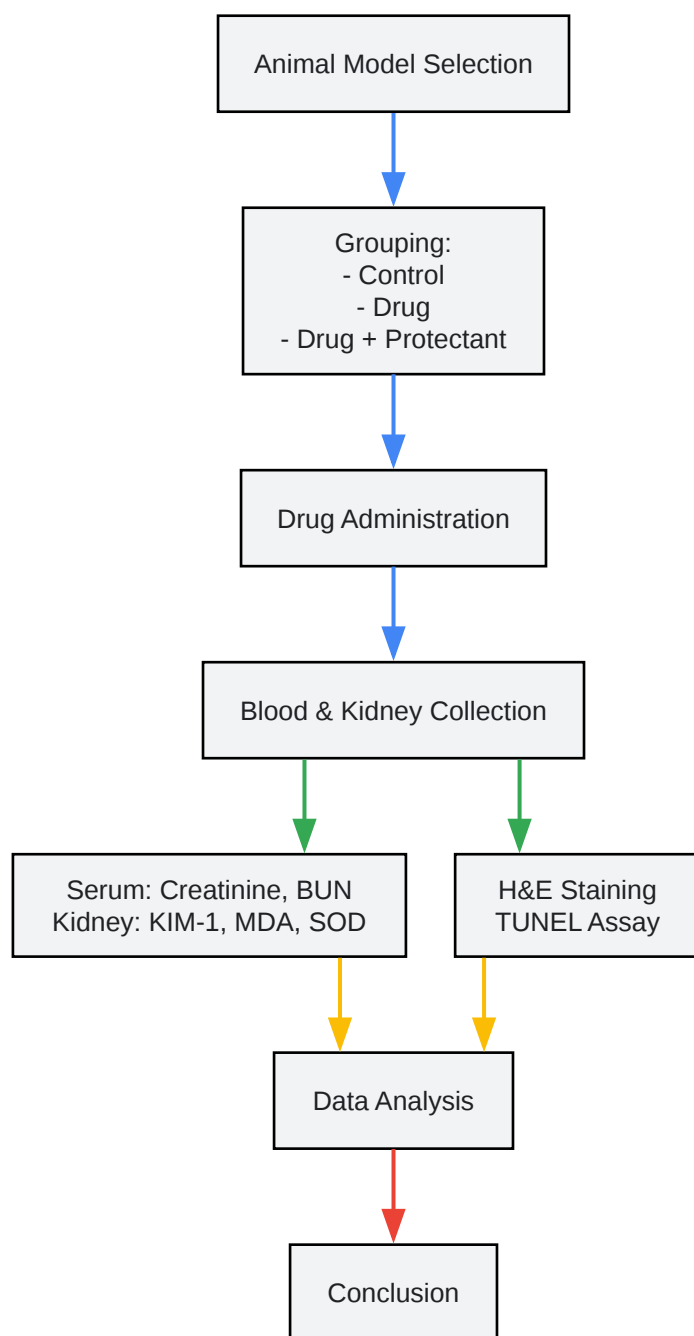 Animal Model Selection
Grouping:
- Control
- Drug
- Drug + Protectant
Drug Administration
Blood & Kidney Collection
Serum: Creatinine, BUN
Kidney: KIM-1, MDA, SOD
H&E Staining
TUNEL Assay
Data Analysis
Conclusion